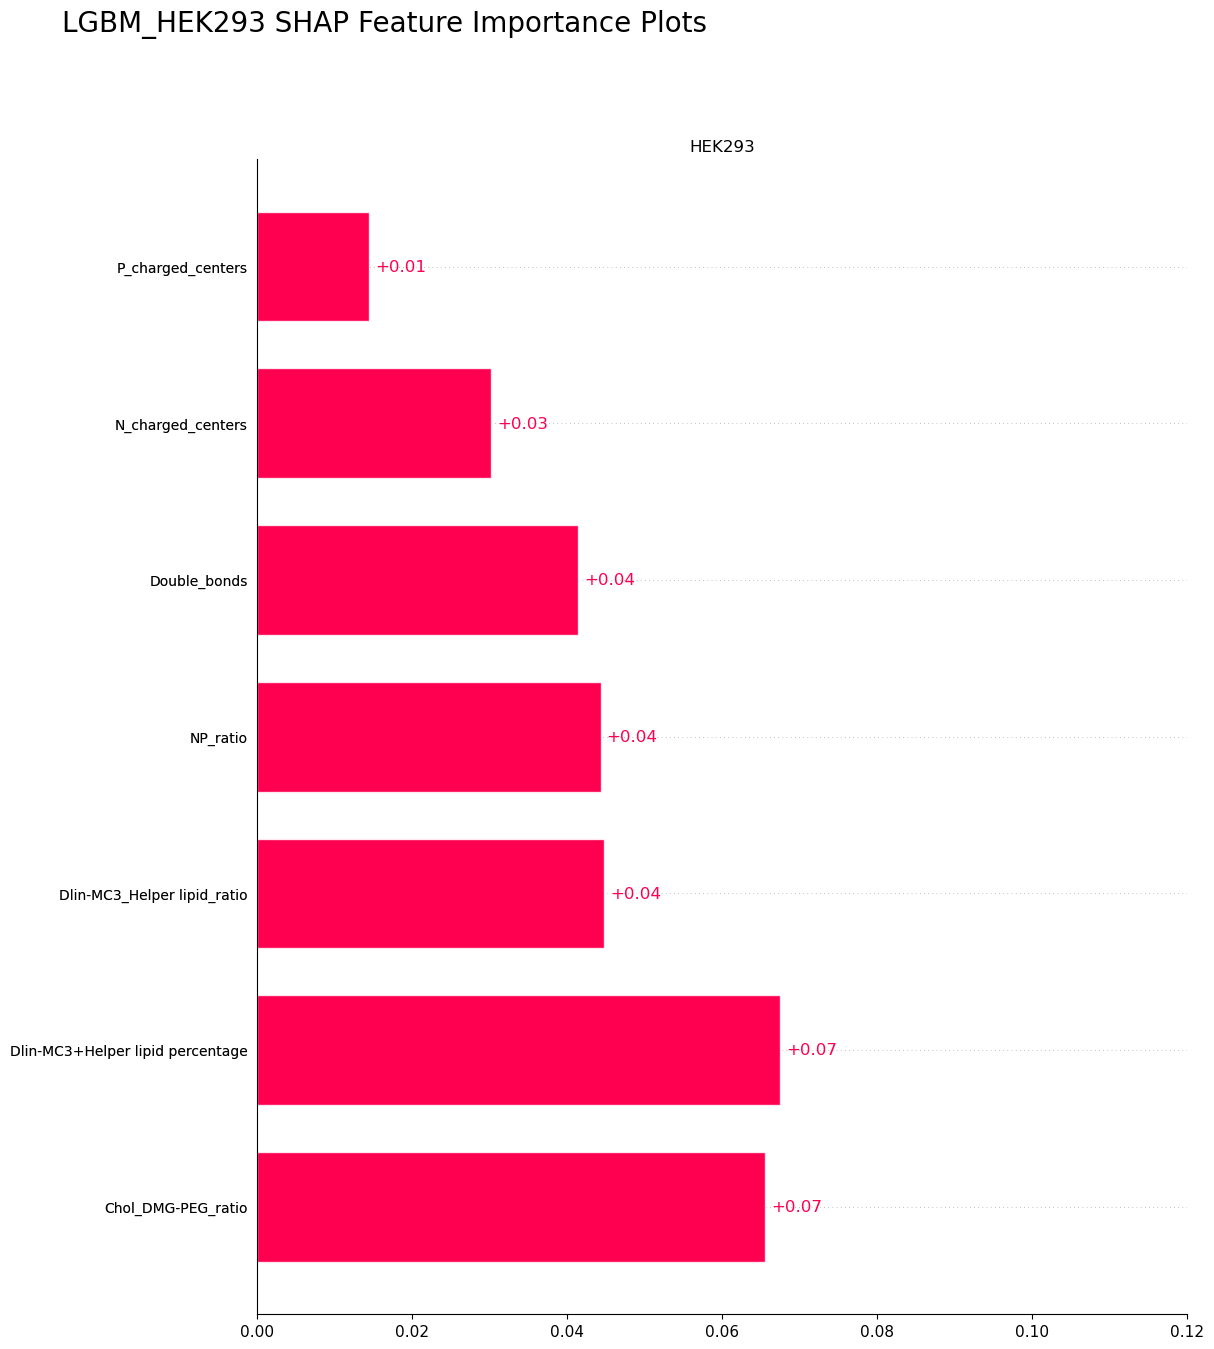 LGBM_HEK293 SHAP Feature Importance Plots
HEK293
P_charged_centers
+0.01
N_charged_centers
+0.03
Double_bonds
+0.04
NP_ratio
+0.04
Dlin-MC3_Helper lipid_ratio
+0.04
Dlin-MC3+Helper lipid percentage
+0.07
Chol_DMG-PEG_ratio
+0.07
0.00 0.02 0.04 0.06 0.08 0.10 0.12